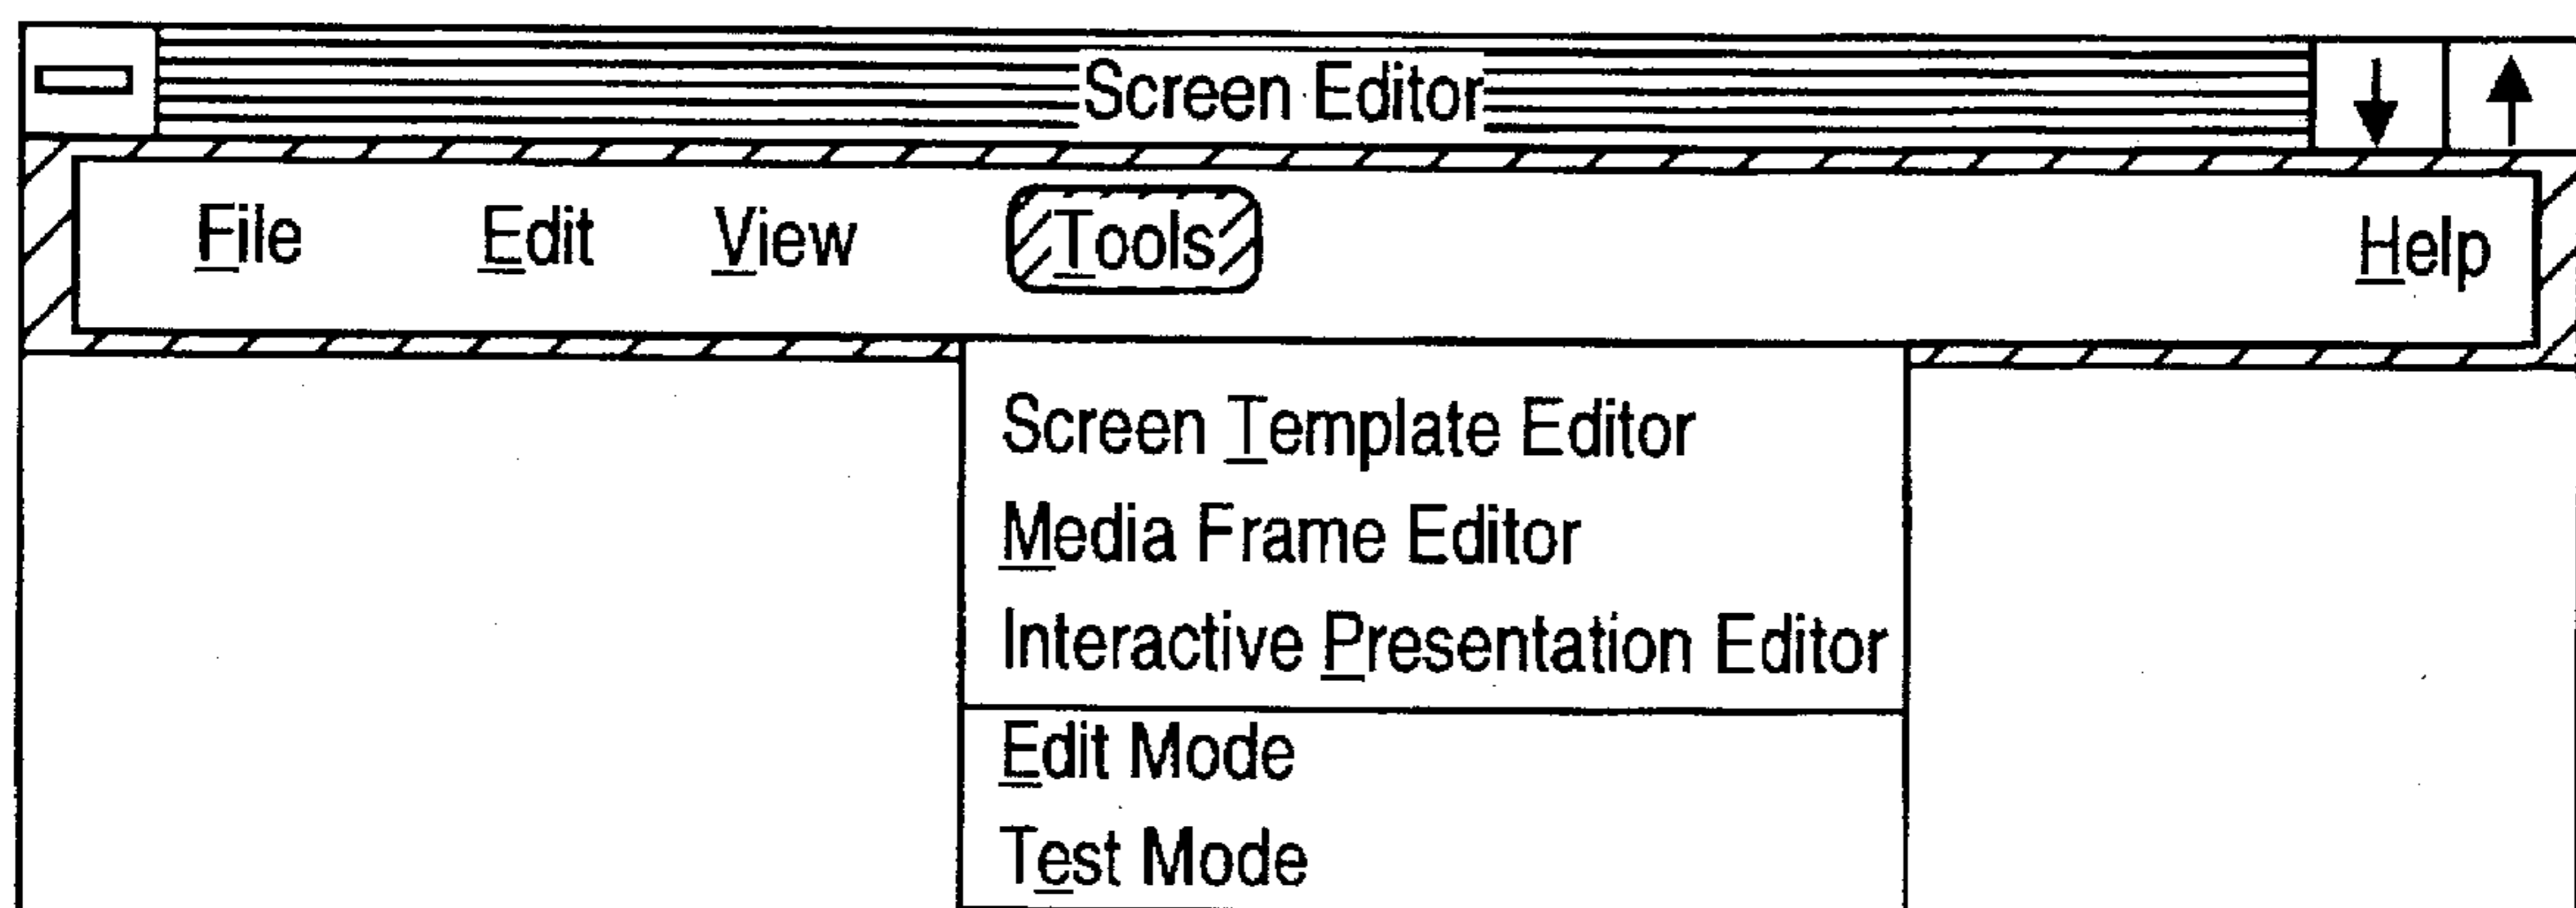 Screen Editor
File Edit View Tools Help
Screen Template Editor
Media Frame Editor
Interactive Presentation Editor
Edit Mode
Test Mode